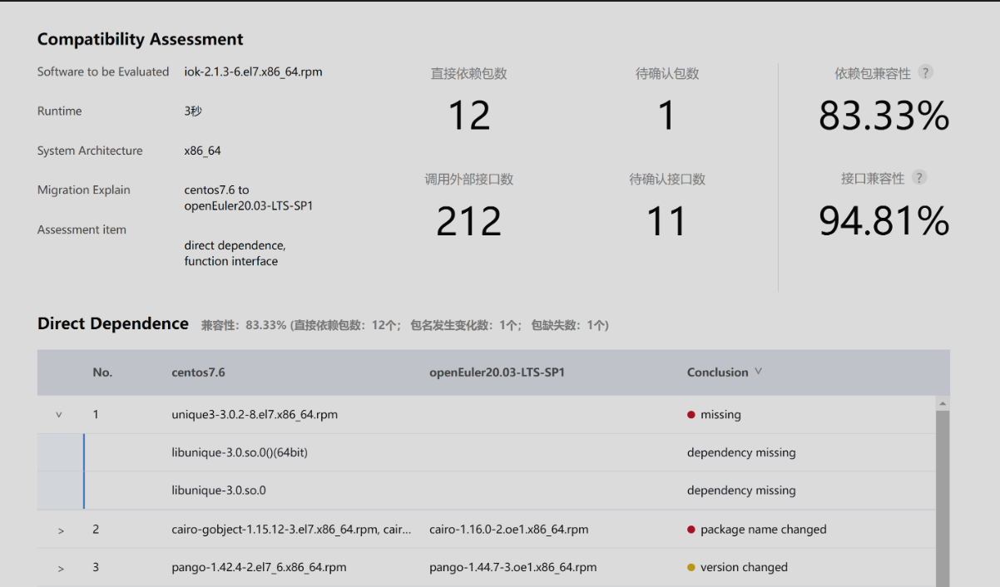 Compatibility Assessment
Software to be Evaluated iok-2.1.3-6.el7.x86_64.rpm
Runtime 3秒
System Architecture x86_64
Migration Explain centos7.6 to
openEuler20.03-LTS-SP1
Assessment item
direct dependence,
function interface
直接依赖包数 待确认包数 依赖包兼容性 ?
12 1 83.33%
调用外部接口数 待确认接口数 接口兼容性 ?
212 11 94.81%
Direct Dependence 兼容性: 83.33% (直接依赖包数: 12个; 包名发生变化数: 1个; 包缺失数: 1个)
No. centos7.6 openEuler20.03-LTS-SP1 Conclusion
1 unique3-3.0.2-8.el7.x86_64.rpm missing
libunique-3.0.so.0()(64bit) dependency missing
libunique-3.0.so.0 dependency missing
> 2 cairo-gobject-1.15.12-3.el7.x86_64.rpm, cair... cairo-1.16.0-2.oe1.x86_64.rpm package name changed
> 3 pango-1.42.4-2.el7_6.x86_64.rpm pango-1.44.7-3.oe1.x86_64.rpm version changed